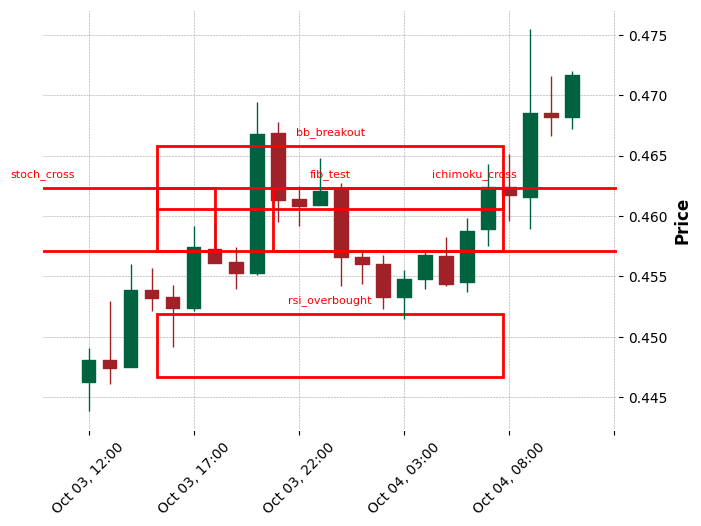 0.475
0.470
bb_breakout
0.465
stoch_cross
fib_test
ichimoku_cross
0.460
Price
0.455
rsi_overbought
0.450
0.445
Oct 03, 12:00
Oct 03, 17:00
Oct 03, 22:00
Oct 04, 03:00
Oct 04, 08:00